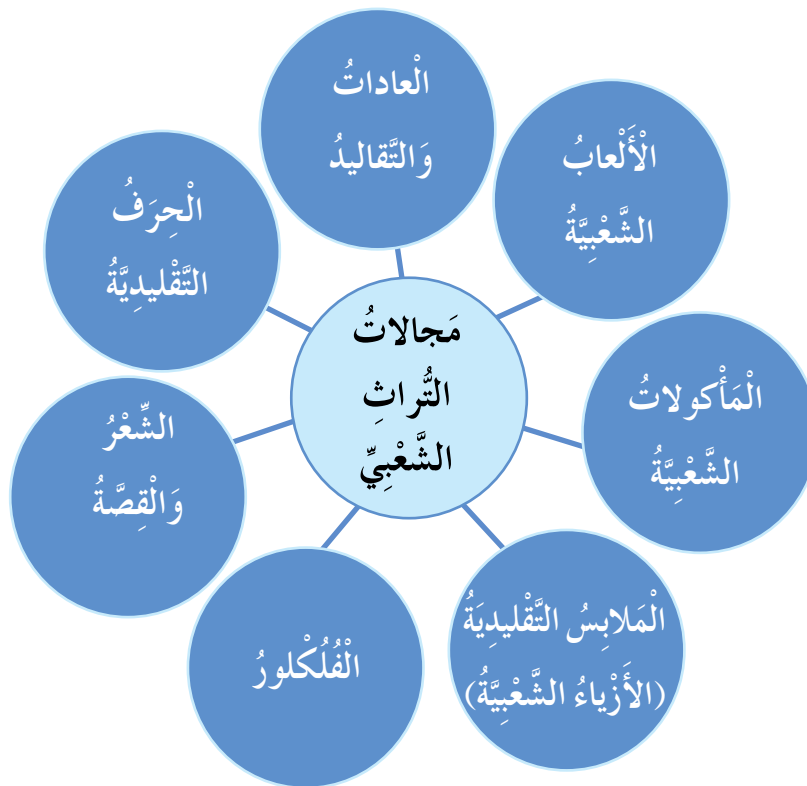 مَجالاتُ
التُّراثِ
الشَّعْبِيِّ
الْعاداتُ
وَالتَّقاليدُ
الْأَلْعابُ
الشَّعْبِيَّةُ
الْمَأْكولاتُ
الشَّعْبِيَّةُ
الْمَلابِسُ التَّقْليدِيَةُ
(الأَزْياءُ الشَّعْبِيَّةُ)
الْفُلُكْلورُ
الشِّعْرُ
وَالْقِصَّةُ
الْحِرَفُ
التَّقْليدِيَّةُ